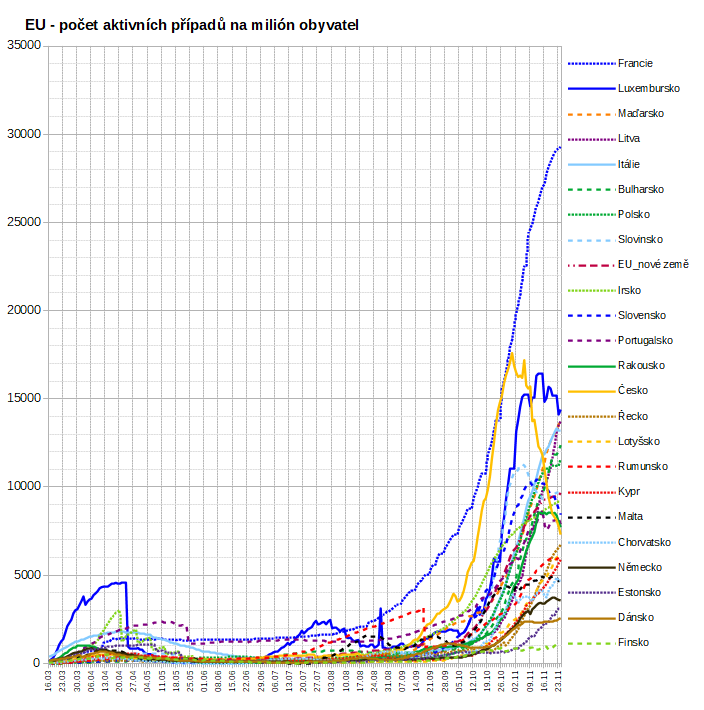 EU - počet aktivních případů na milión obyvatel
35000
30000
25000
20000
15000
10000
5000
0
16.03
23.03
30.03
06.04
13.04
20.04
27.04
04.05
11.05
18.05
25.05
01.06
08.06
15.06
22.06
29.06
06.07
13.07
20.07
27.07
03.08
10.08
17.08
24.08
31.08
07.09
14.09
21.09
28.09
05.10
12.10
19.10
26.10
02.11
09.11
16.11
23.11
Francie
Luxembursko
Maďarsko
Litva
Itálie
Bulharsko
Polsko
Slovinsko
EU_nové země
Irsko
Slovensko
Portugalsko
Rakousko
Česko
Řecko
Lotyšsko
Rumunsko
Kypr
Malta
Chorvatsko
Německo
Estonsko
Dánsko
Finsko